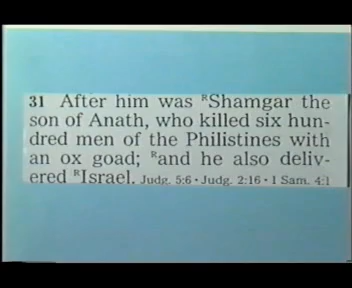 31 After him was ᴿShamgar the
son of Anath, who killed six hun-
dred men of the Philistines with
an ox goad; ᴿand he also deliv-
ered ᴿIsrael. Judg. 5:6 · Judg. 2:16 · 1 Sam. 4:1